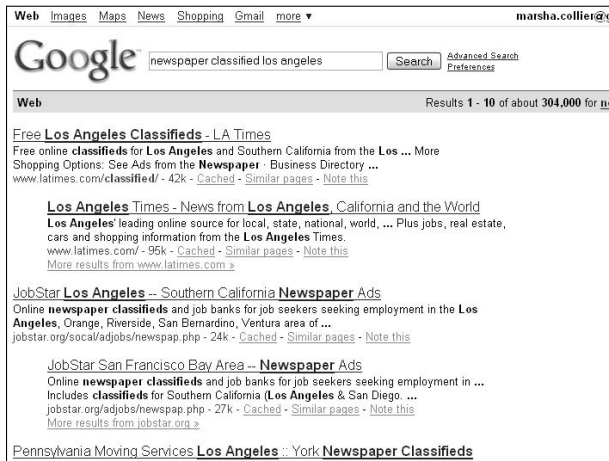 Web Images Maps News Shopping Gmail more ▼ marsha.collier@g
Google newspaper classified los angeles Search Advanced Search
Preferences
Web Results 1 - 10 of about 304,000 for n
Free Los Angeles Classifieds - LA Times
Free online classifieds for Los Angeles and Southern California from the Los ... More
Shopping Options: See Ads from the Newspaper · Business Directory ...
www.latimes.com/classified/ - 42k - Cached - Similar pages - Note this
Los Angeles Times - News from Los Angeles, California and the World
Los Angeles' leading online source for local, state, national, world, ... Plus jobs, real estate,
cars and shopping information from the Los Angeles Times.
www.latimes.com/ - 95k - Cached - Similar pages - Note this
More results from www.latimes.com »
JobStar Los Angeles -- Southern California Newspaper Ads
Online newspaper classifieds and job banks for job seekers seeking employment in the Los
Angeles, Orange, Riverside, San Bernardino, Ventura area of ...
jobstar.org/socal/adjobs/newspap.php - 24k - Cached - Similar pages - Note this
JobStar San Francisco Bay Area -- Newspaper Ads
Online newspaper classifieds and job banks for job seekers seeking employment in ...
Includes classifieds for Southern California (Los Angeles & San Diego. ...
jobstar.org/adjobs/newspap.php - 27k - Cached - Similar pages - Note this
More results from jobstar.org »
Pennsylvania Moving Services Los Angeles :: York Newspaper Classifieds